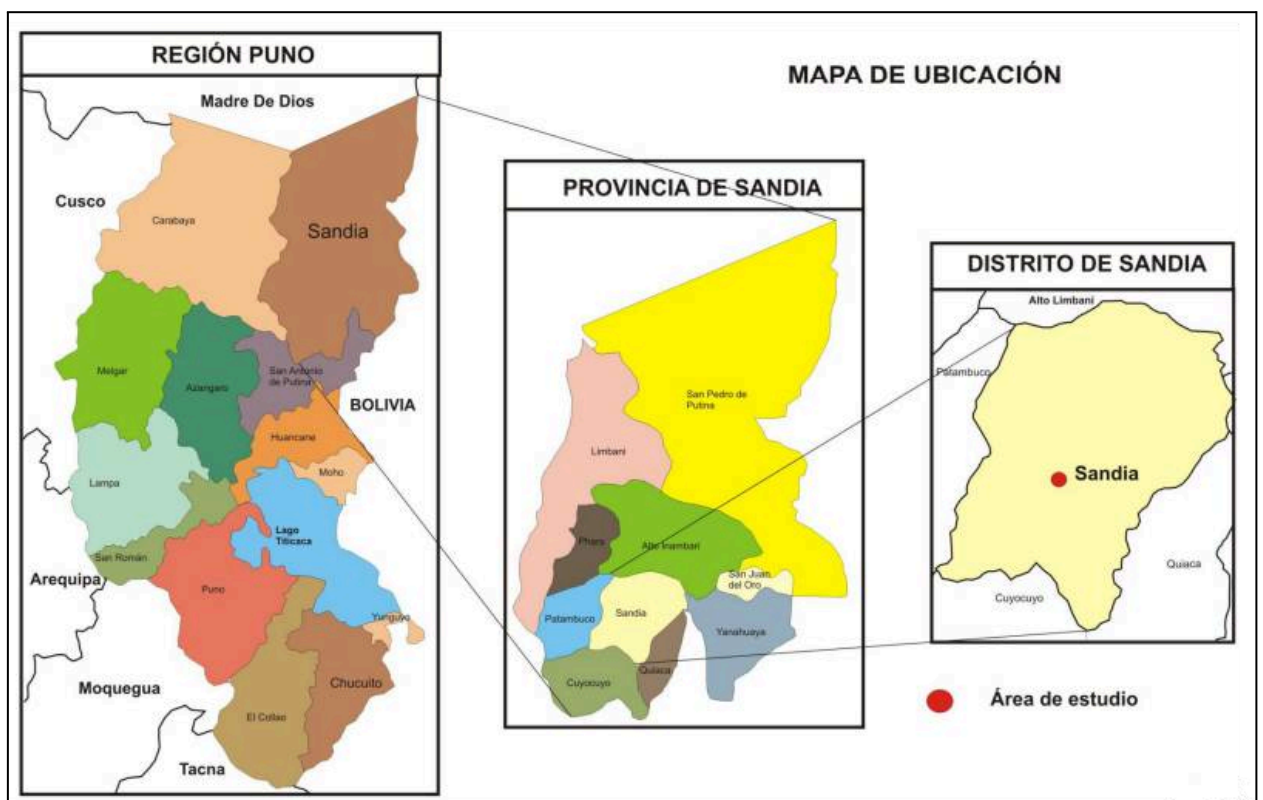 REGIÓN PUNO
MAPA DE UBICACIÓN
Madre De Dios
Cusco
Carabaya
Sandia
Melgar
Azangaro
San Antonio
de Putina
BOLIVIA
Huancane
Moho
Lampa
Lago
Titicaca
San Román
Arequipa
Puno
Yunguyo
Moquegua
Chucuito
El Collao
Tacna
PROVINCIA DE SANDIA
San Pedro de
Putina
Limbani
Phara
Alto Inambari
San Juan
del Oro
Patambuco
Sandia
Yanahuaya
Cuyocuyo
Quiaca
DISTRITO DE SANDIA
Alto Limbani
Patambuco
Sandia
Quiaca
Cuyocuyo
Área de estudio